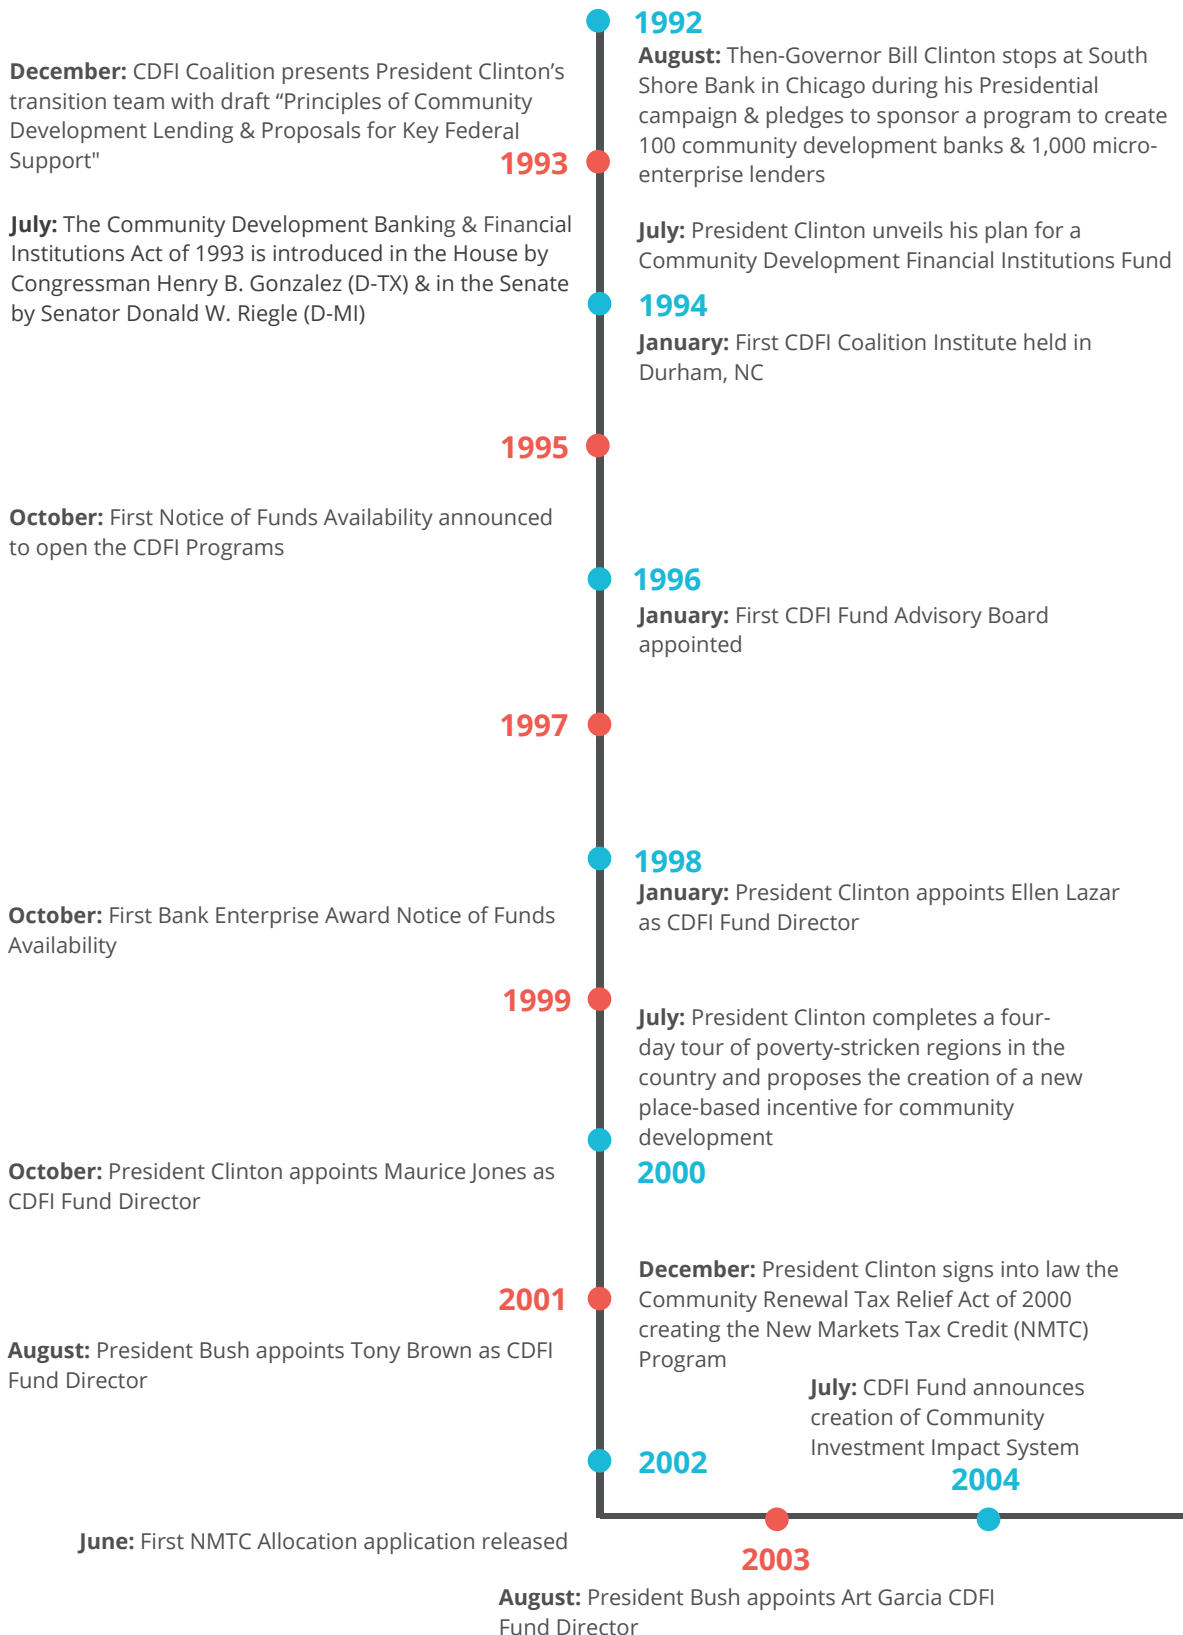 1992
August: Then-Governor Bill Clinton stops at South
Shore Bank in Chicago during his Presidential
campaign & pledges to sponsor a program to create
100 community development banks & 1,000 micro-
enterprise lenders
December: CDFI Coalition presents President Clinton’s
transition team with draft “Principles of Community
Development Lending & Proposals for Key Federal
Support"
1993
July: The Community Development Banking & Financial
Institutions Act of 1993 is introduced in the House by
Congressman Henry B. Gonzalez (D-TX) & in the Senate
by Senator Donald W. Riegle (D-MI)
July: President Clinton unveils his plan for a
Community Development Financial Institutions Fund
1994
January: First CDFI Coalition Institute held in
Durham, NC
1995
October: First Notice of Funds Availability announced
to open the CDFI Programs
1996
January: First CDFI Fund Advisory Board
appointed
1997
1998
January: President Clinton appoints Ellen Lazar
as CDFI Fund Director
October: First Bank Enterprise Award Notice of Funds
Availability
1999
July: President Clinton completes a four-
day tour of poverty-stricken regions in the
country and proposes the creation of a new
place-based incentive for community
development
2000
October: President Clinton appoints Maurice Jones as
CDFI Fund Director
December: President Clinton signs into law the
Community Renewal Tax Relief Act of 2000
creating the New Markets Tax Credit (NMTC)
Program
2001
August: President Bush appoints Tony Brown as CDFI
Fund Director
July: CDFI Fund announces
creation of Community
Investment Impact System
2002
2004
June: First NMTC Allocation application released
2003
August: President Bush appoints Art Garcia CDFI
Fund Director